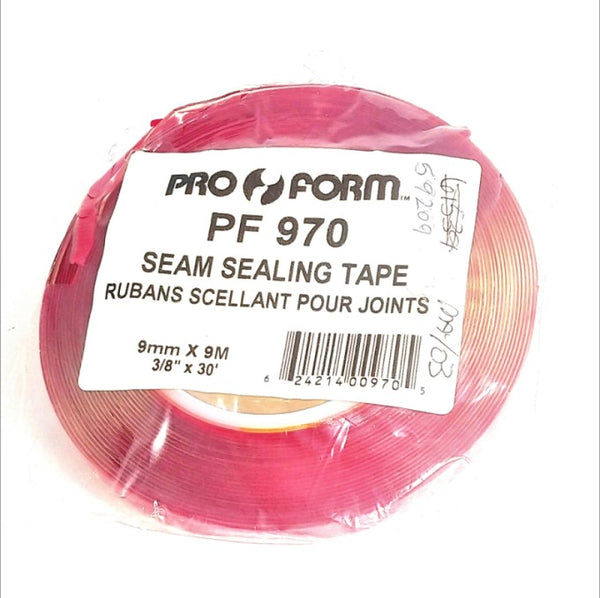 PRO FORM™
PF 970
SEAM SEALING TAPE
RUBANS SCELLANT POUR JOINTS
9mm X 9M
3/8" x 30'
6 24214 00970 5
59209